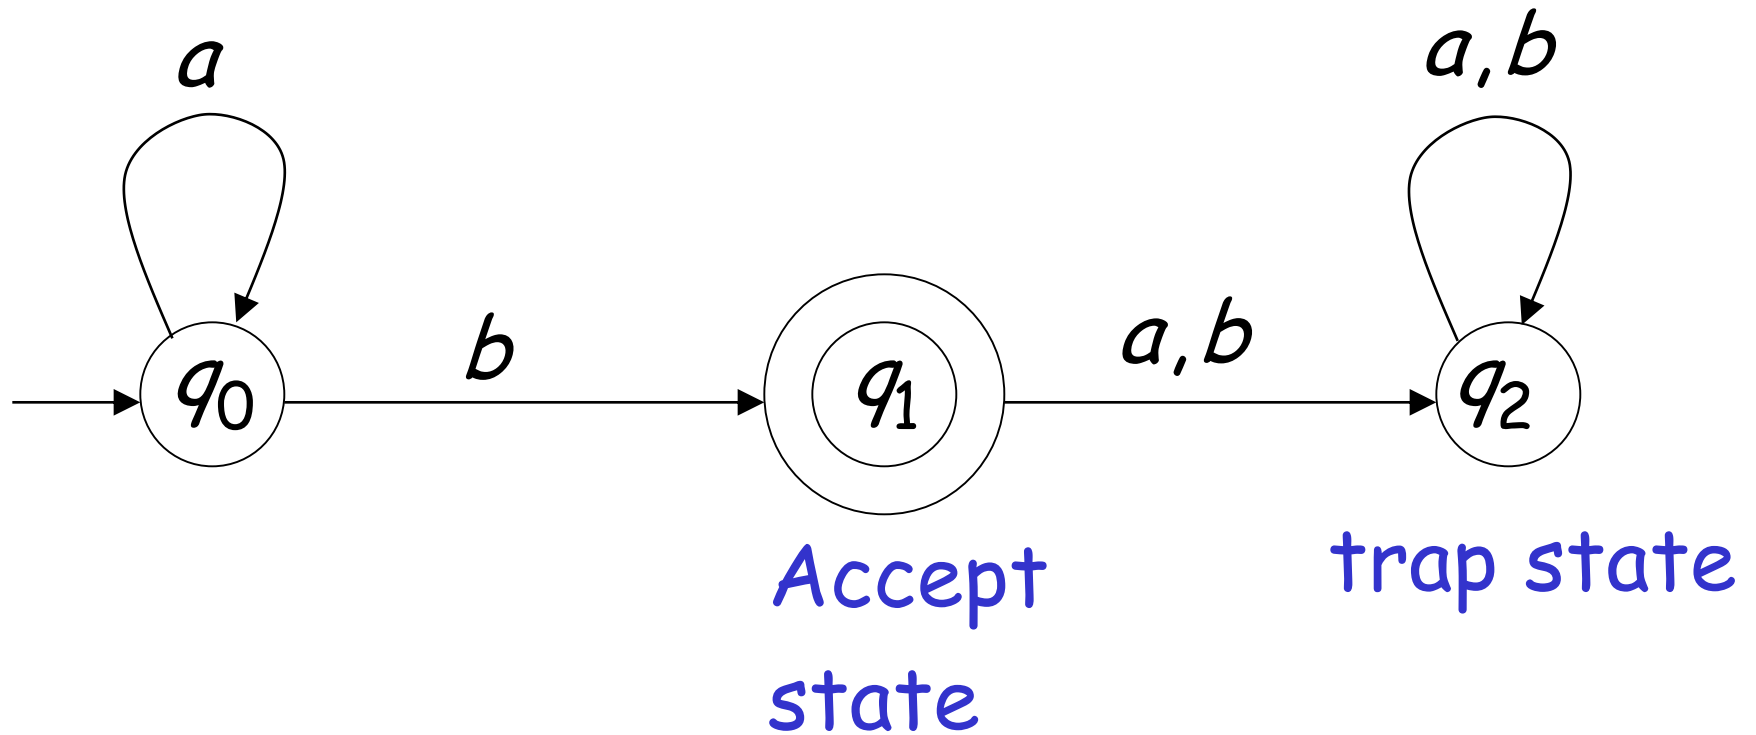 a
a,b
b
a,b
q0
q1
q2
Accept
state
trap state